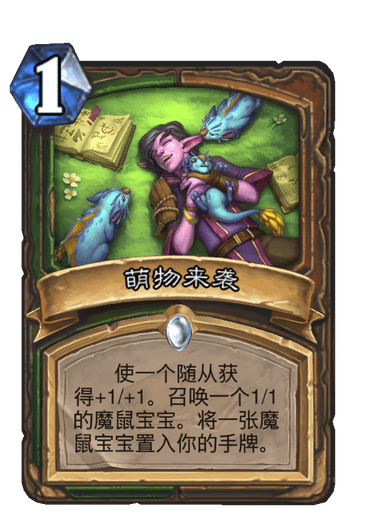 1
萌物来袭
使一个随从获
得+1/+1。召唤一个1/1
的魔鼠宝宝。将一张魔
鼠宝宝置入你的手牌。